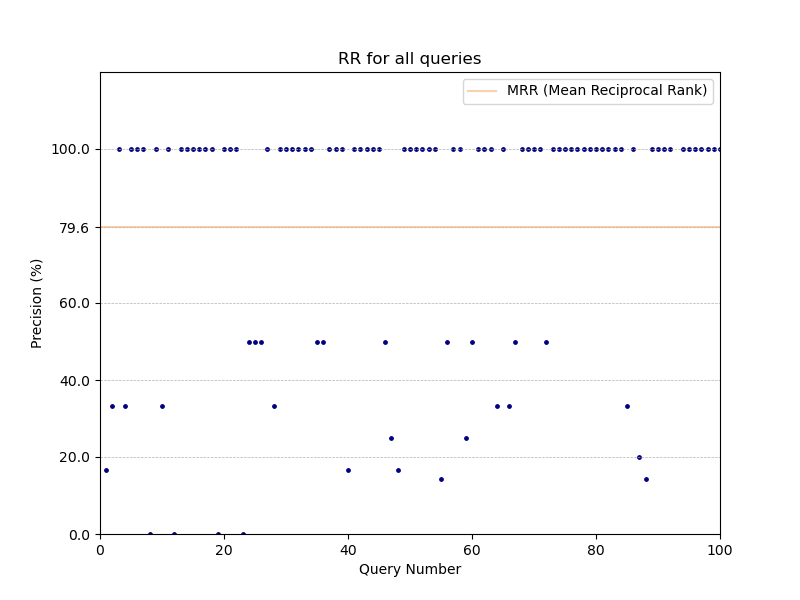 RR for all queries
MRR (Mean Reciprocal Rank)
Precision (%)
100.0
79.6
60.0
40.0
20.0
0.0
0 20 40 60 80 100
Query Number